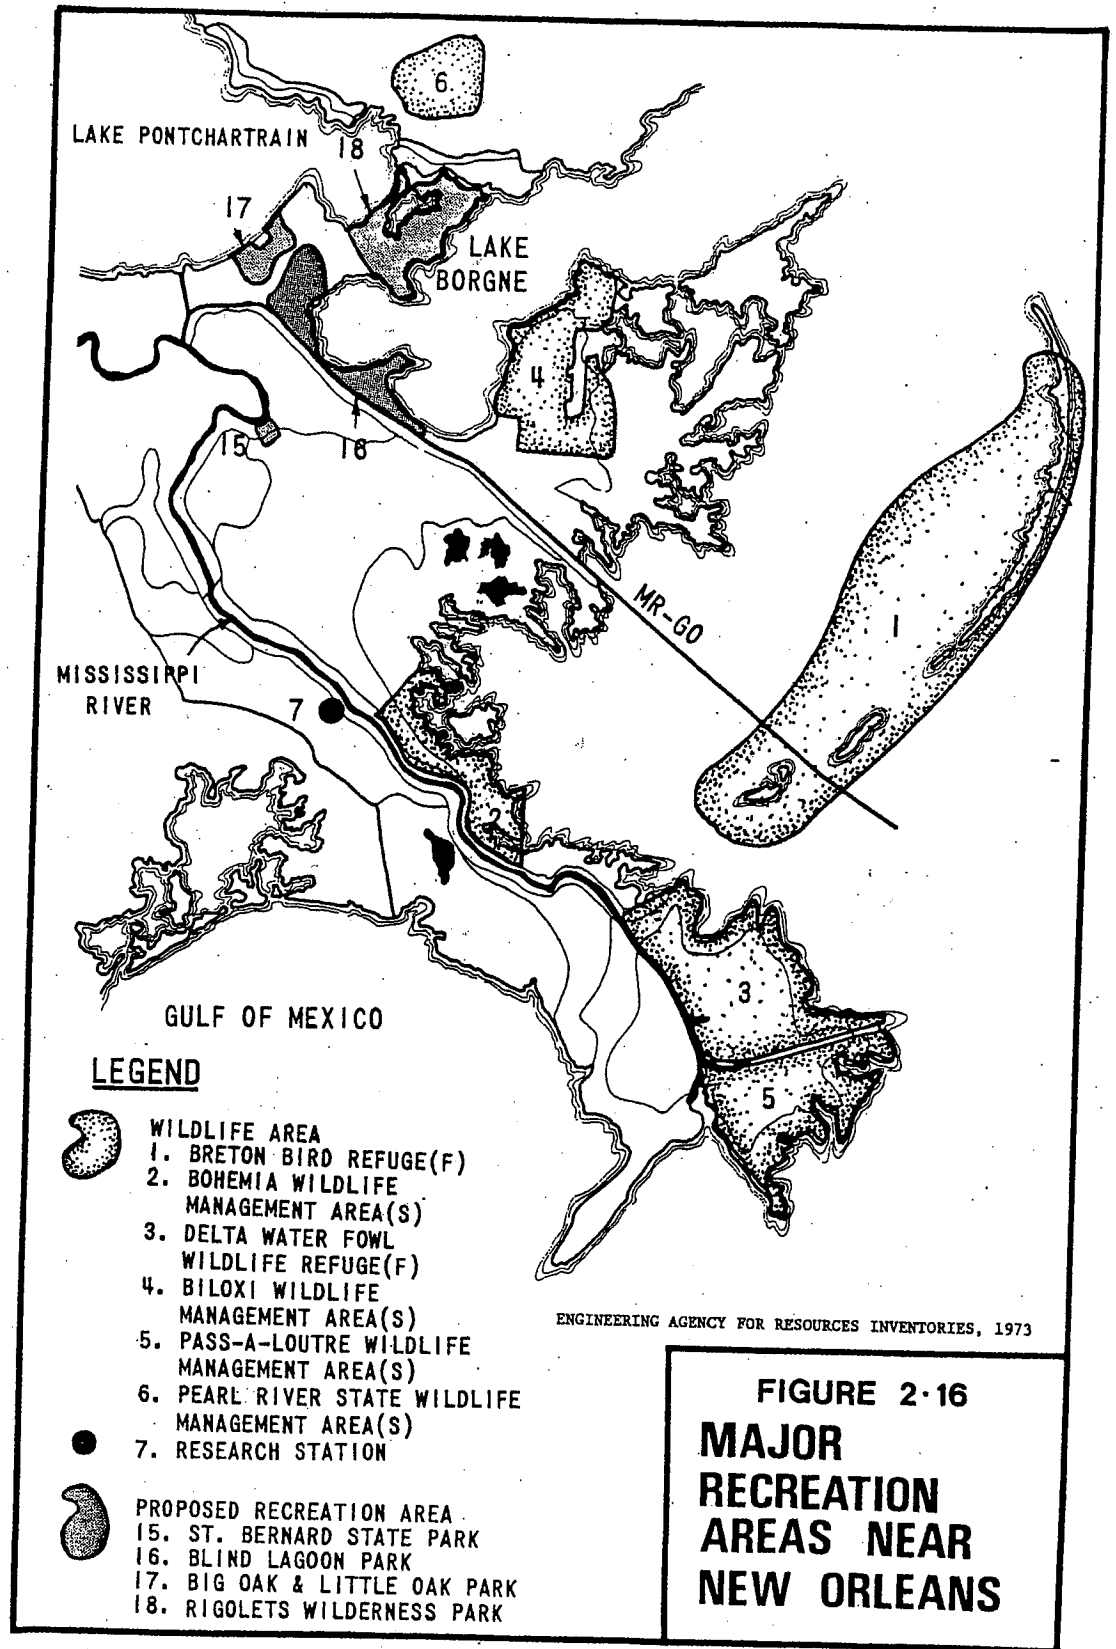 6
LAKE PONTCHARTRAIN
18
17
LAKE
BORGNE
4
15
16
MR-GO
1
MISSISSIPPI
RIVER
7
2
3
GULF OF MEXICO
5
LEGEND
WILDLIFE AREA
1. BRETON BIRD REFUGE(F)
2. BOHEMIA WILDLIFE
MANAGEMENT AREA(S)
3. DELTA WATER FOWL
WILDLIFE REFUGE(F)
4. BILOXI WILDLIFE
MANAGEMENT AREA(S)
5. PASS-A-LOUTRE WILDLIFE
MANAGEMENT AREA(S)
6. PEARL RIVER STATE WILDLIFE
MANAGEMENT AREA(S)
7. RESEARCH STATION
PROPOSED RECREATION AREA
15. ST. BERNARD STATE PARK
16. BLIND LAGOON PARK
17. BIG OAK & LITTLE OAK PARK
18. RIGOLETS WILDERNESS PARK
ENGINEERING AGENCY FOR RESOURCES INVENTORIES, 1973
FIGURE 2·16
MAJOR
RECREATION
AREAS NEAR
NEW ORLEANS